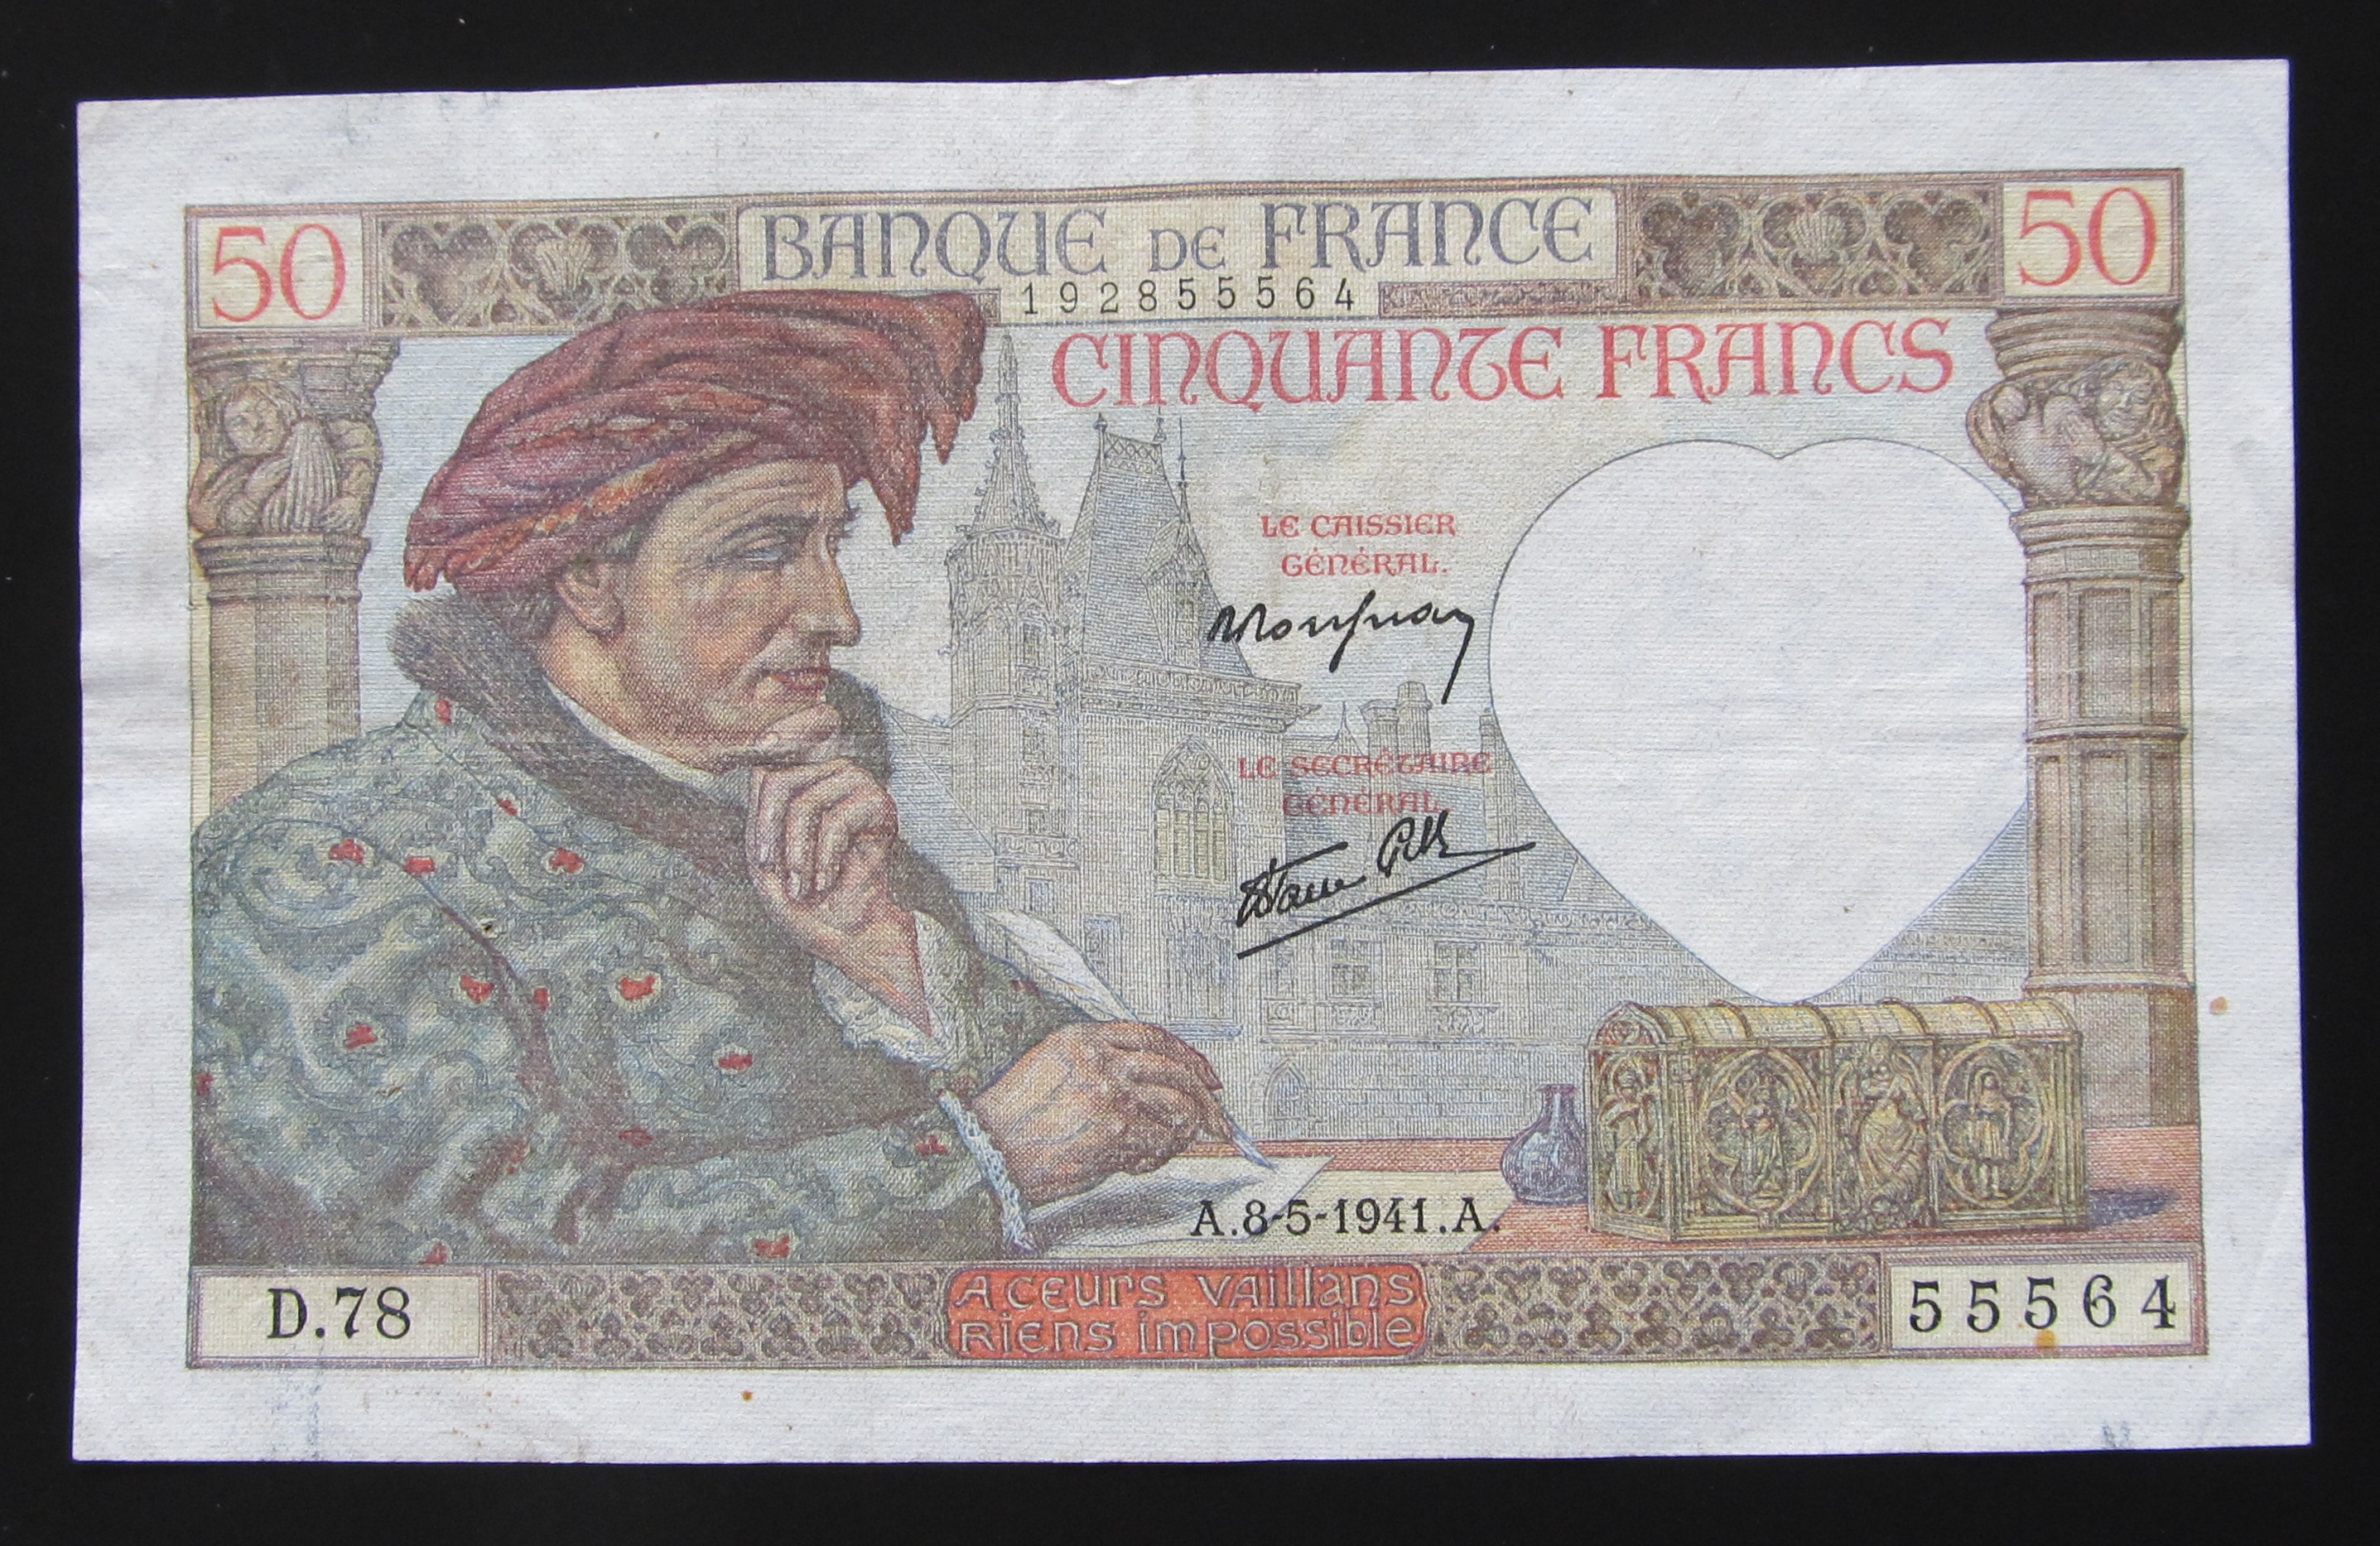 50
BANQUE DE FRANCE
50
192855564
CINQUANTE FRANCS
LE CAISSIER
GÉNÉRAL.
LE SECRÉTAIRE
GÉNÉRAL
A.8-5-1941.A.
D.78
A CEURS VAILLANS
RIENS IMPOSSIBLE
55564